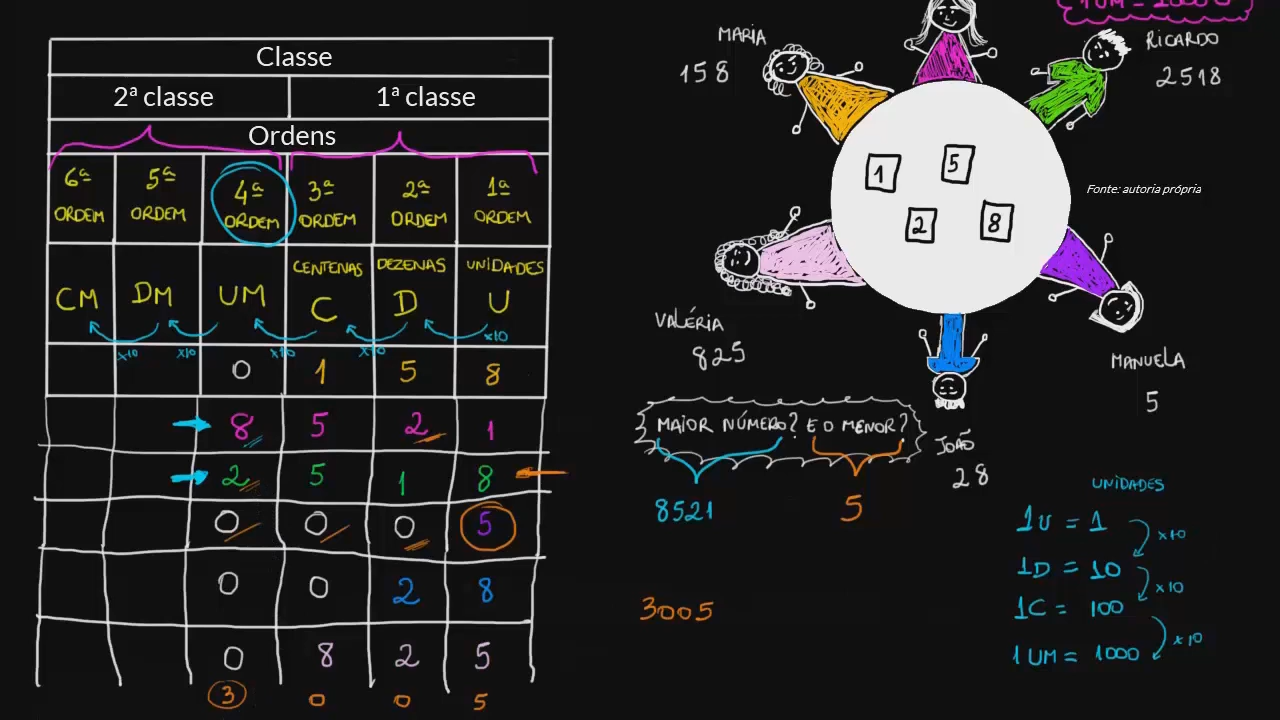 Classe
2ª classe 1ª classe
Ordens
6ª ORDEM 5ª ORDEM 4ª ORDEM 3ª ORDEM 2ª ORDEM 1ª ORDEM
CENTENAS DEZENAS UNIDADES
CM DM UM C D U
x10 x10 x10 x10 x10
0 1 5 8
8 5 2 1
2 5 1 8
0 0 0 5
0 0 2 8
0 8 2 5
3 0 0 5
MARIA
158
RICARDO
2518
1 5
2 8
Fonte: autoria própria
VALÉRIA
825
MANUELA
5
JOÃO
28
MAIOR NÚMERO? E O MENOR?
8521 5
3005
UNIDADES
1U = 1
x10
1D = 10
x10
1C = 100
x10
1UM = 1000